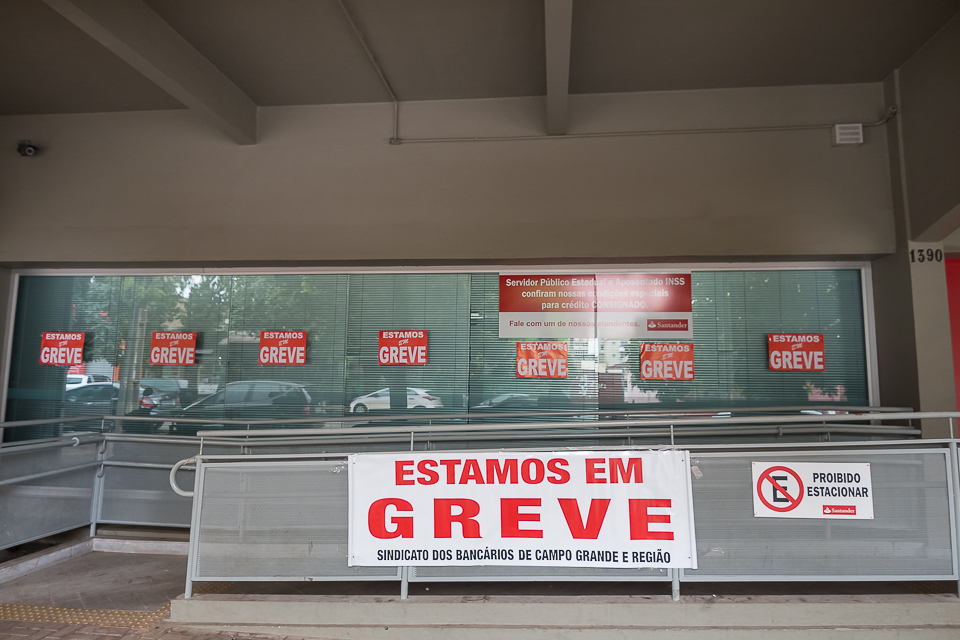 1390
Servidor Público Estadual e Aposentado INSS
confiram nossas condições especiais
para crédito CONSIGNADO.
Fale com um de nossos atendentes.
Santander
ESTAMOS
EM
GREVE
ESTAMOS
EM
GREVE
ESTAMOS
EM
GREVE
ESTAMOS
EM
GREVE
ESTAMOS
EM
GREVE
ESTAMOS
EM
GREVE
ESTAMOS
EM
GREVE
ESTAMOS EM
GREVE
SINDICATO DOS BANCÁRIOS DE CAMPO GRANDE E REGIÃO
E
PROIBIDO
ESTACIONAR
Santander